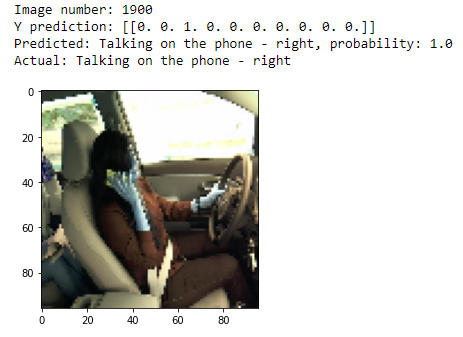 Image number: 1900
Y prediction: [[0. 0. 1. 0. 0. 0. 0. 0. 0. 0.]]
Predicted: Talking on the phone - right, probability: 1.0
Actual: Talking on the phone - right
0
20
40
60
80
0 20 40 60 80